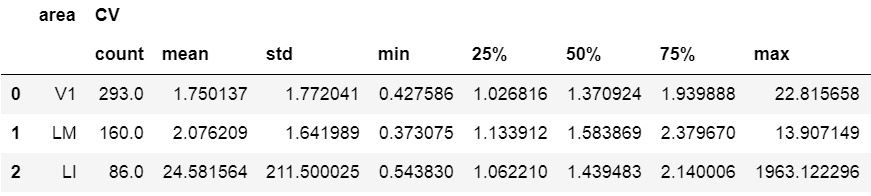 area CV
count mean std min 25% 50% 75% max
0 V1 293.0 1.750137 1.772041 0.427586 1.026816 1.370924 1.939888 22.815658
1 LM 160.0 2.076209 1.641989 0.373075 1.133912 1.583869 2.379670 13.907149
2 LI 86.0 24.581564 211.500025 0.543830 1.062210 1.439483 2.140006 1963.122296